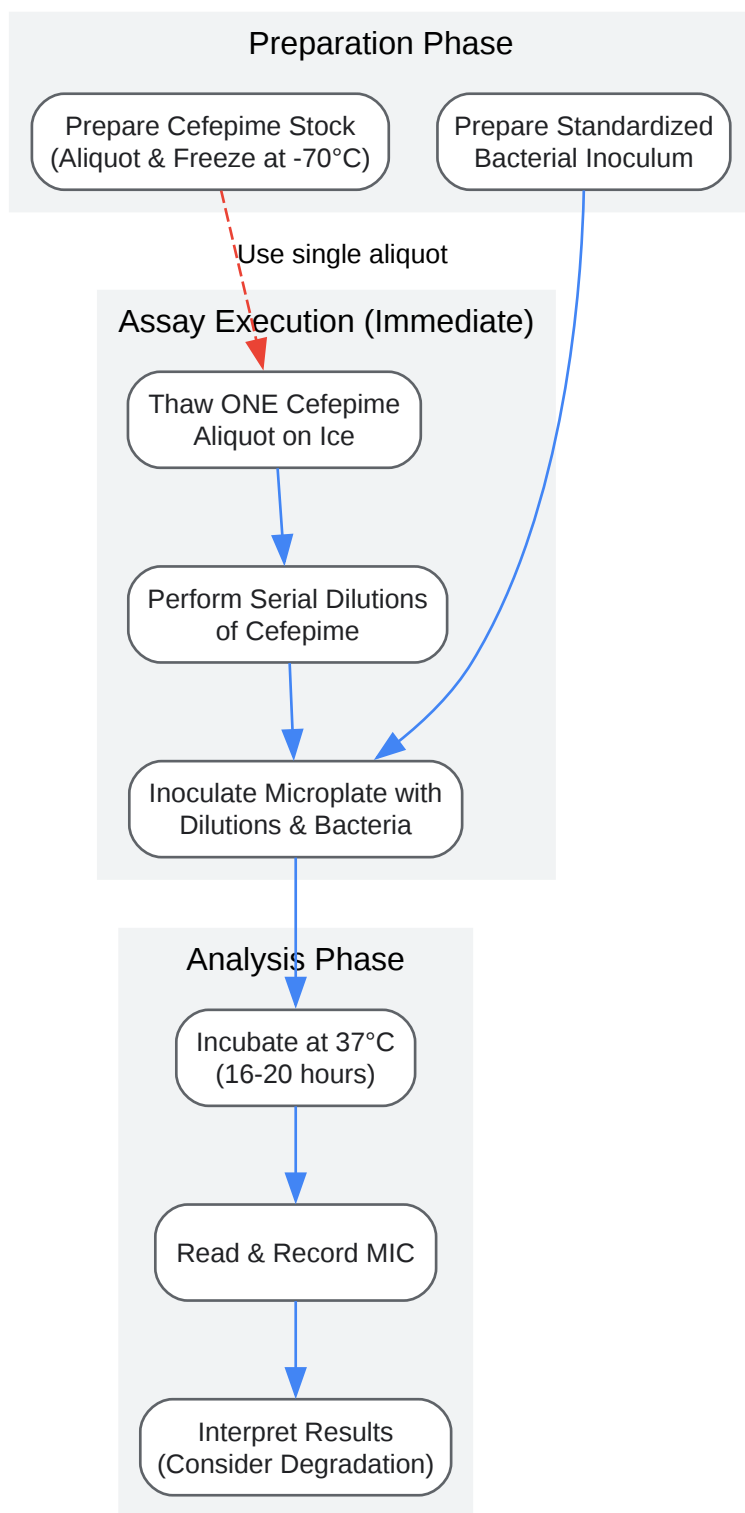 Preparation Phase
Prepare Cefepime Stock
(Aliquot & Freeze at -70°C)
Prepare Standardized
Bacterial Inoculum
Use single aliquot
Assay Execution (Immediate)
Thaw ONE Cefepime
Aliquot on Ice
Perform Serial Dilutions
of Cefepime
Inoculate Microplate with
Dilutions & Bacteria
Analysis Phase
Incubate at 37°C
(16-20 hours)
Read & Record MIC
Interpret Results
(Consider Degradation)